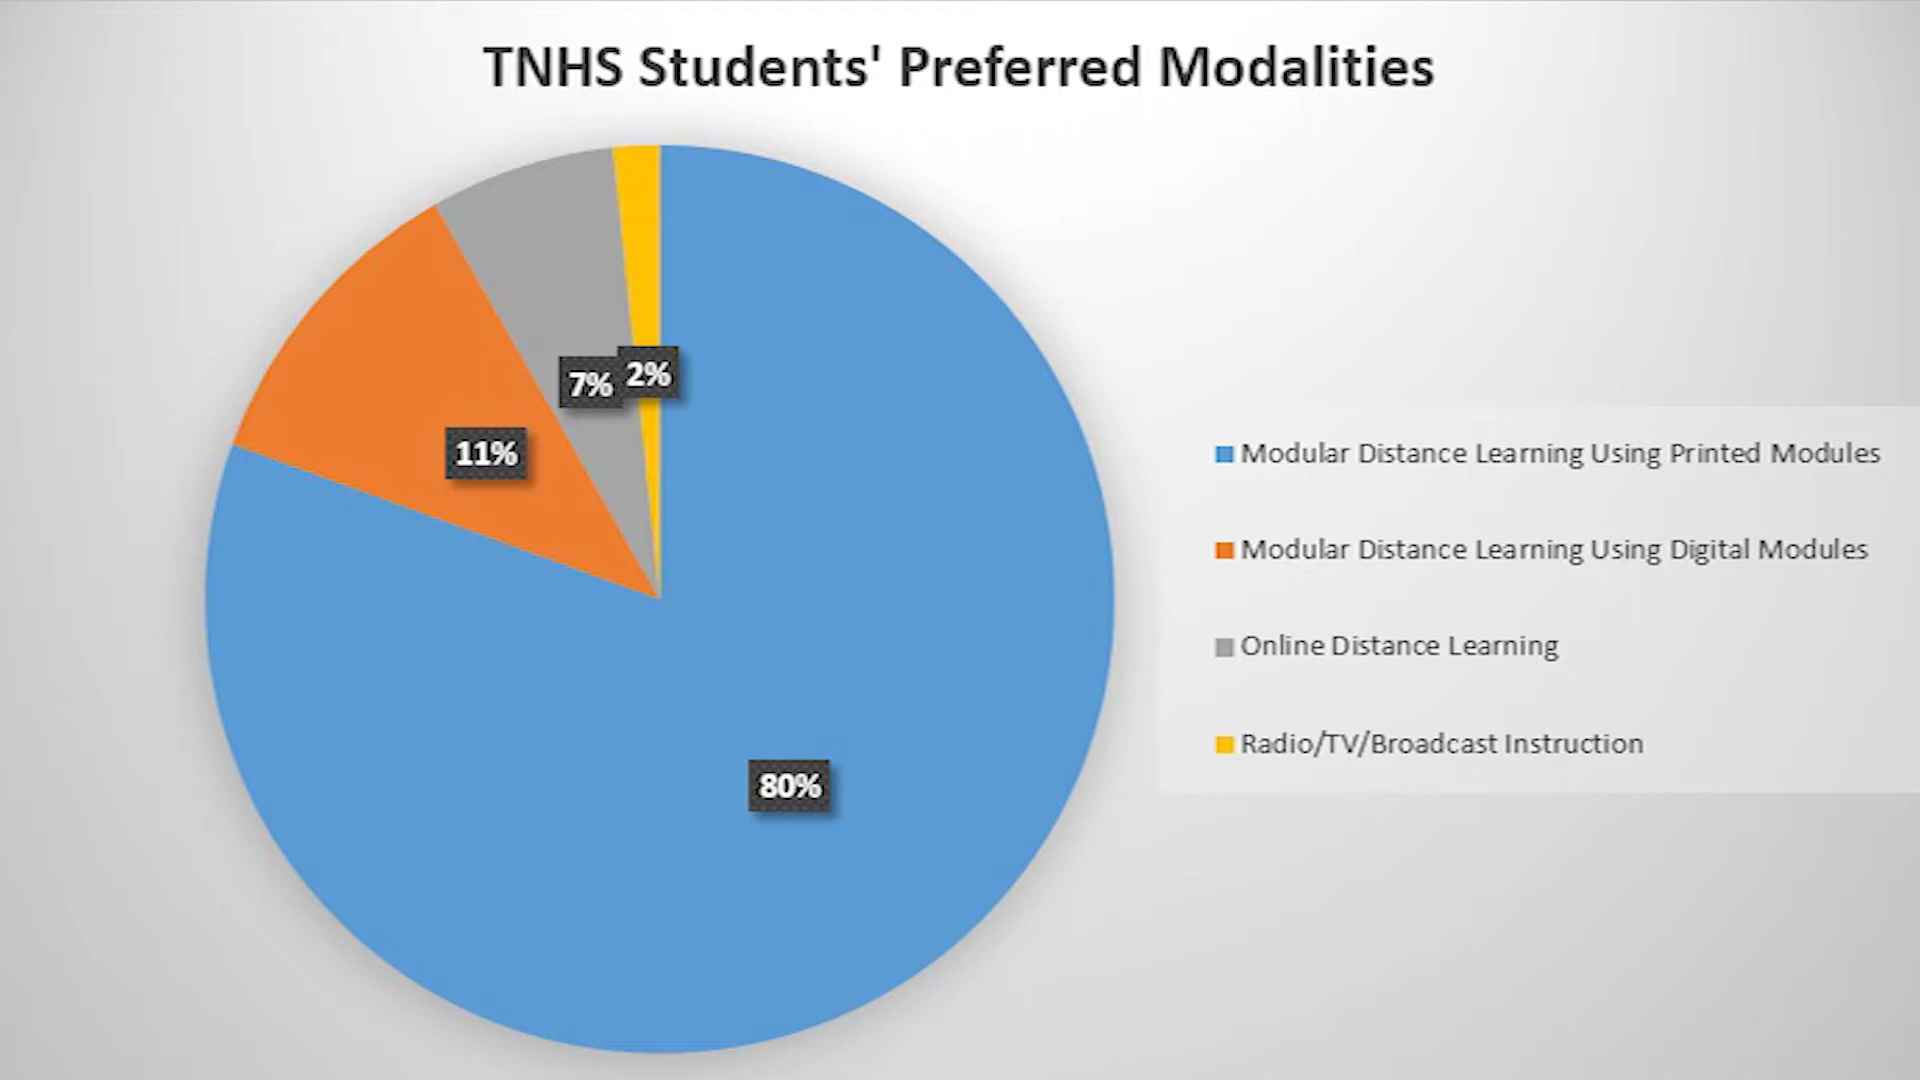 TNHS Students' Preferred Modalities
7%
2%
11%
80%
Modular Distance Learning Using Printed Modules
Modular Distance Learning Using Digital Modules
Online Distance Learning
Radio/TV/Broadcast Instruction